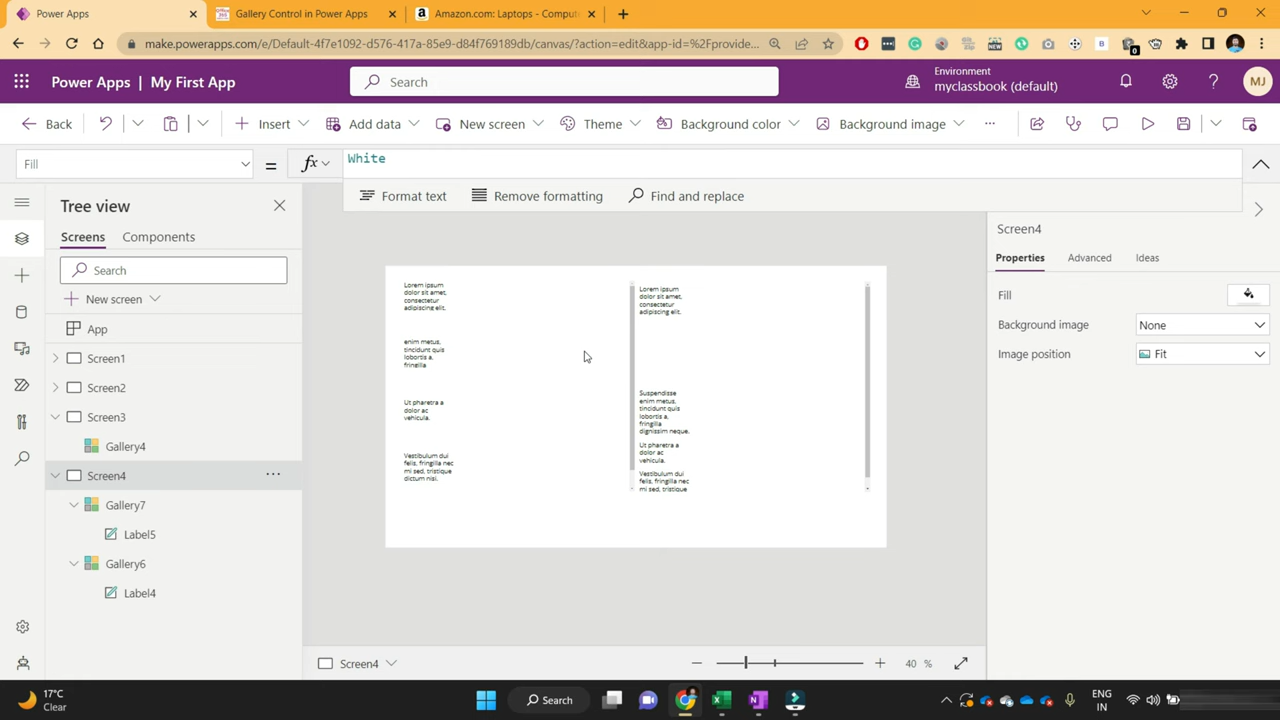 Power Apps
Gallery Control in Power Apps
Amazon.com: Laptops - Compute
make.powerapps.com/e/Default-4f7e1092-d576-417a-85e9-d84f769189db/canvas/?action=edit&app-id=%2Fprovide...
Power Apps | My First App
Search
Environment
myclassbook (default)
MJ
Back
Insert
Add data
New screen
Theme
Background color
Background image
Fill
=
fx
White
Format text
Remove formatting
Find and replace
Tree view
Screens
Components
Search
New screen
App
Screen1
Screen2
Screen3
Gallery4
Screen4
Gallery7
Label5
Gallery6
Label4
Lorem ipsum
dolor sit amet,
consectetur
adipiscing elit.
enim metus,
tincidunt quis
lobortis a,
fringilla
Ut pharetra a
dolor ac
vehicula.
Vestibulum dui
felis, fringilla nec
mi sed, tristique
dictum nisi.
Lorem ipsum
dolor sit amet,
consectetur
adipiscing elit.
Suspendisse
enim metus,
tincidunt quis
lobortis a,
fringilla
dignissim neque.
Ut pharetra a
dolor ac
vehicula.
Vestibulum dui
felis, fringilla nec
mi sed, tristique
Screen4
Properties
Advanced
Ideas
Fill
Background image
None
Image position
Fit
Screen4
40 %
17°C
Clear
Search
ENG
IN